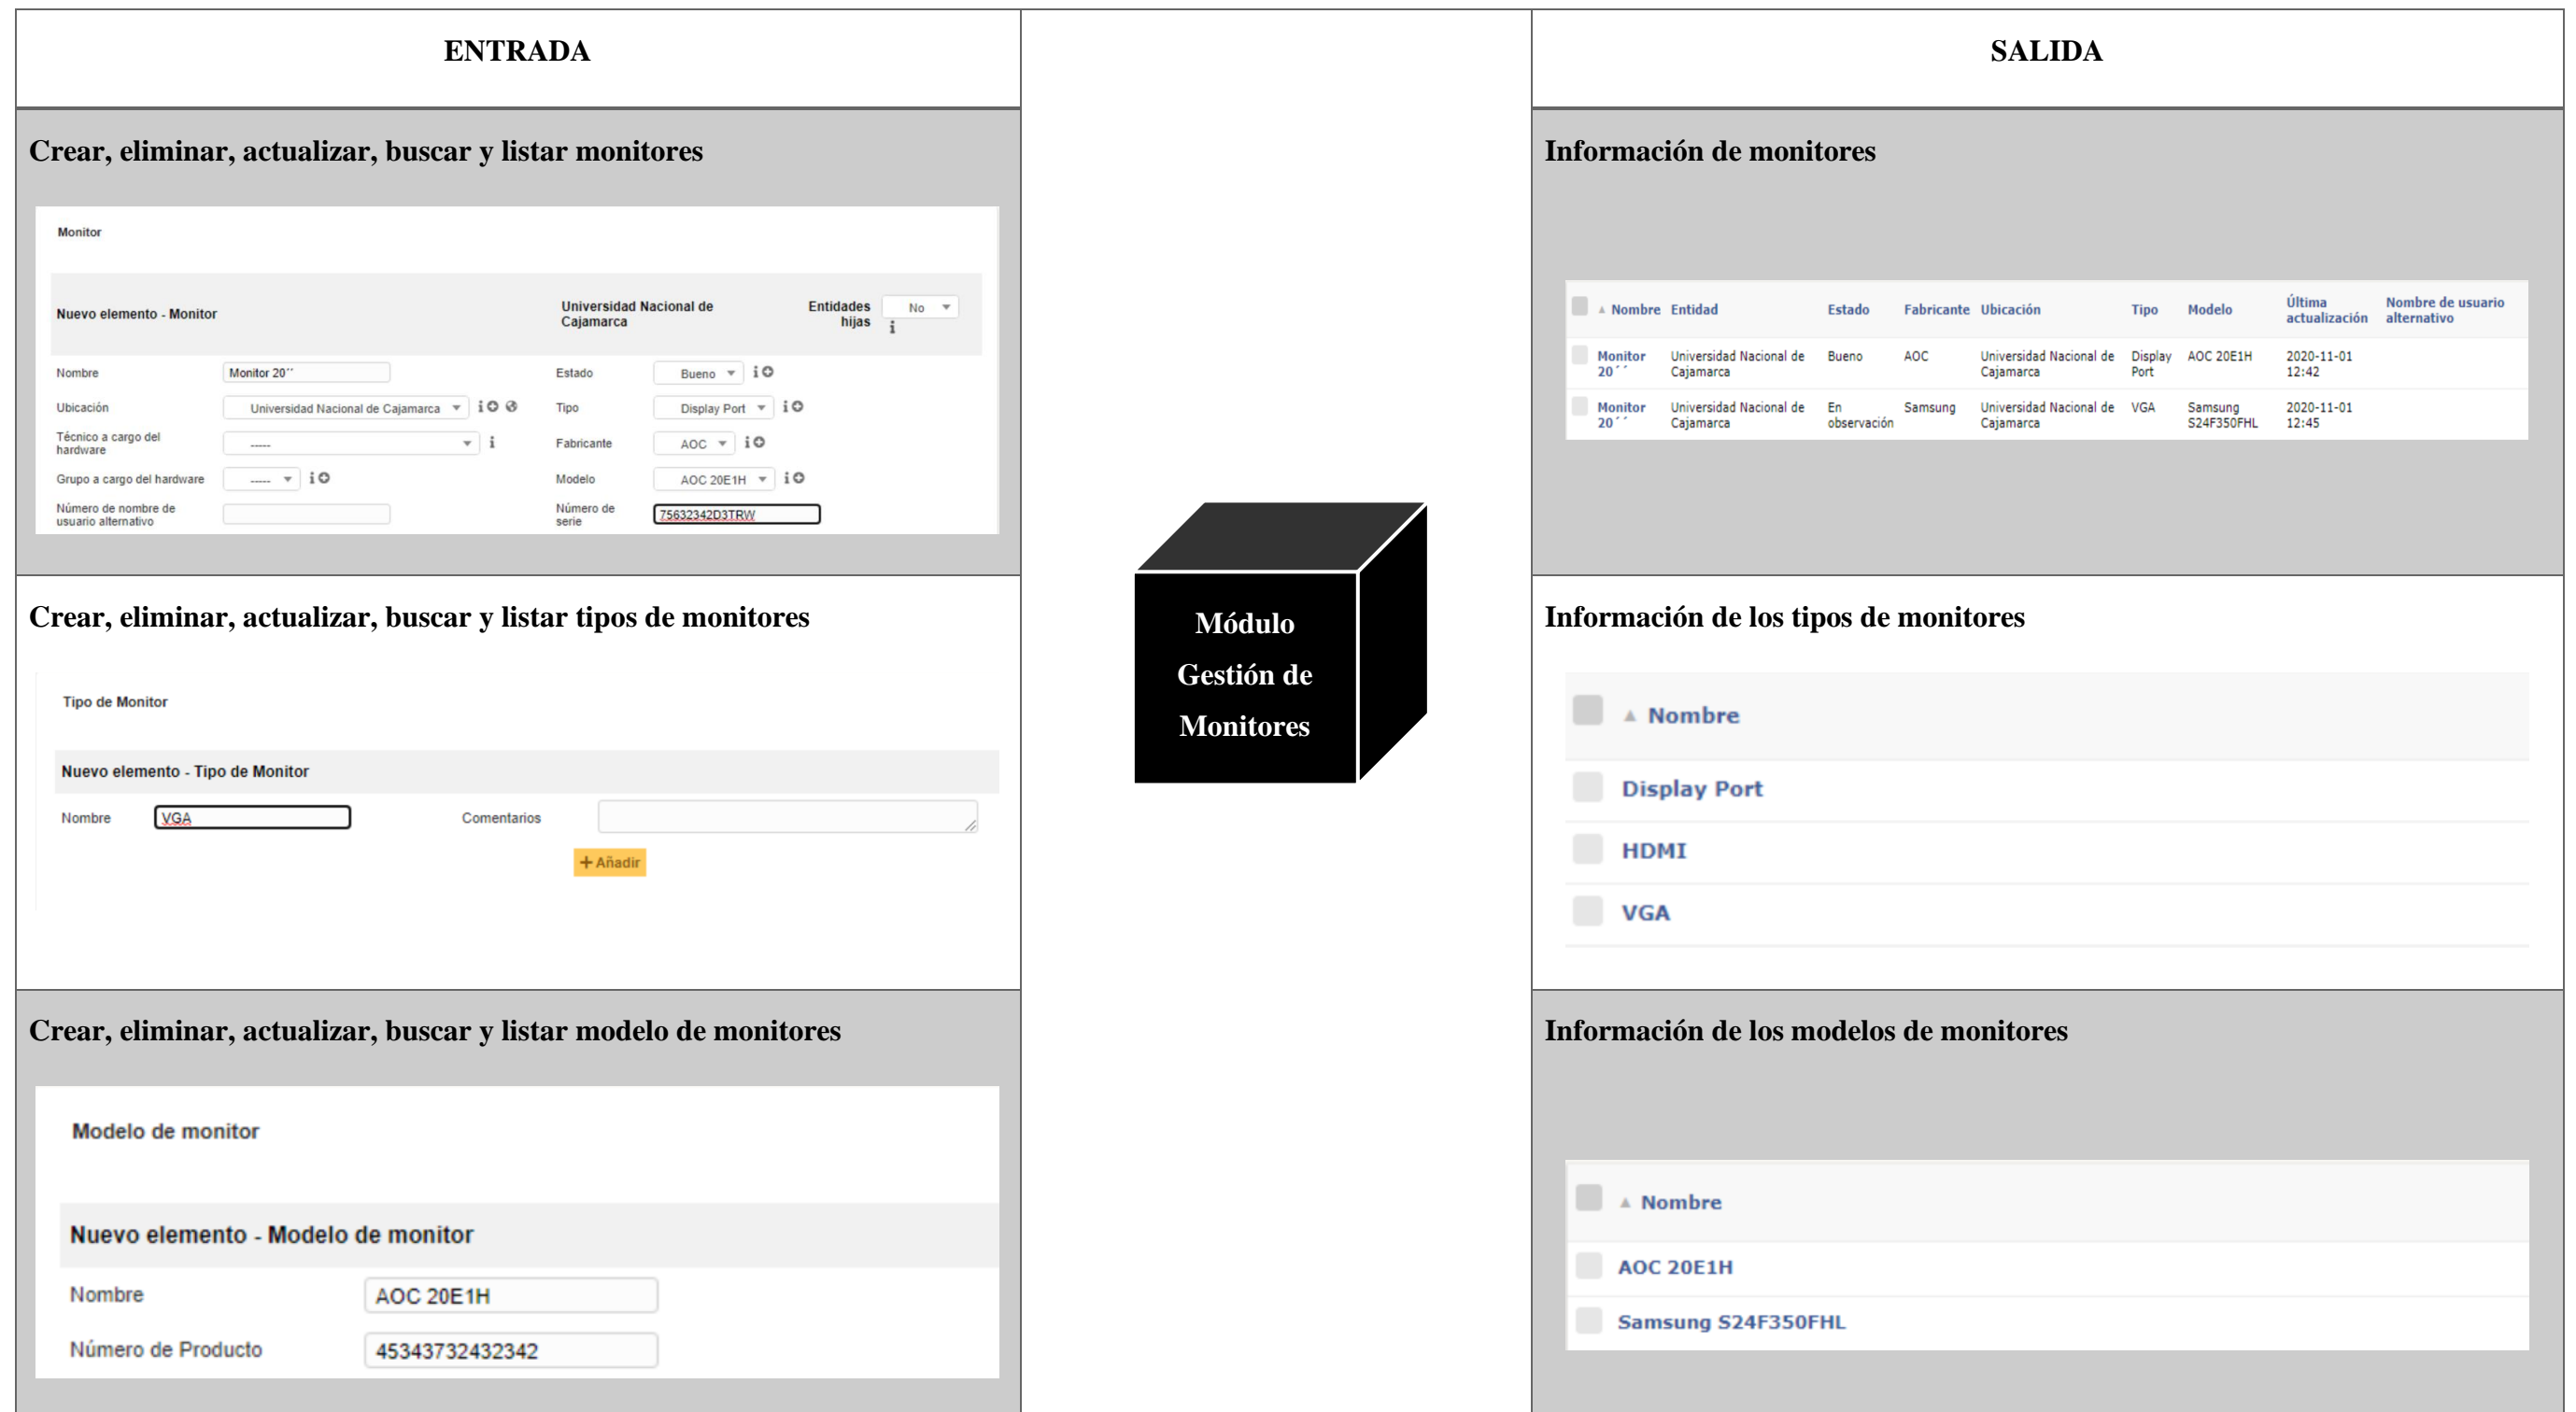 ENTRADA
Crear, eliminar, actualizar, buscar y listar monitores
Monitor
Nuevo elemento - Monitor
Universidad Nacional de
Cajamarca
Entidades
hijas
No
Nombre
Monitor 20´´
Estado
Bueno
Ubicación
Universidad Nacional de Cajamarca
Tipo
Display Port
Técnico a cargo del
hardware
-----
Fabricante
AOC
Grupo a cargo del hardware
-----
Modelo
AOC 20E1H
Número de nombre de
usuario alternativo
Número de
serie
75632342D3TRW
Crear, eliminar, actualizar, buscar y listar tipos de monitores
Tipo de Monitor
Nuevo elemento - Tipo de Monitor
Nombre
VGA
Comentarios
+ Añadir
Crear, eliminar, actualizar, buscar y listar modelo de monitores
Modelo de monitor
Nuevo elemento - Modelo de monitor
Nombre
AOC 20E1H
Número de Producto
45343732432342
Módulo
Gestión de
Monitores
SALIDA
Información de monitores
Nombre Entidad Estado Fabricante Ubicación Tipo Modelo Última actualización Nombre de usuario alternativo
Monitor 20´´ Universidad Nacional de Cajamarca Bueno AOC Universidad Nacional de Cajamarca Display Port AOC 20E1H 2020-11-01 12:42
Monitor 20´´ Universidad Nacional de Cajamarca En observación Samsung Universidad Nacional de Cajamarca VGA Samsung S24F350FHL 2020-11-01 12:45
Información de los tipos de monitores
Nombre
Display Port
HDMI
VGA
Información de los modelos de monitores
Nombre
AOC 20E1H
Samsung S24F350FHL